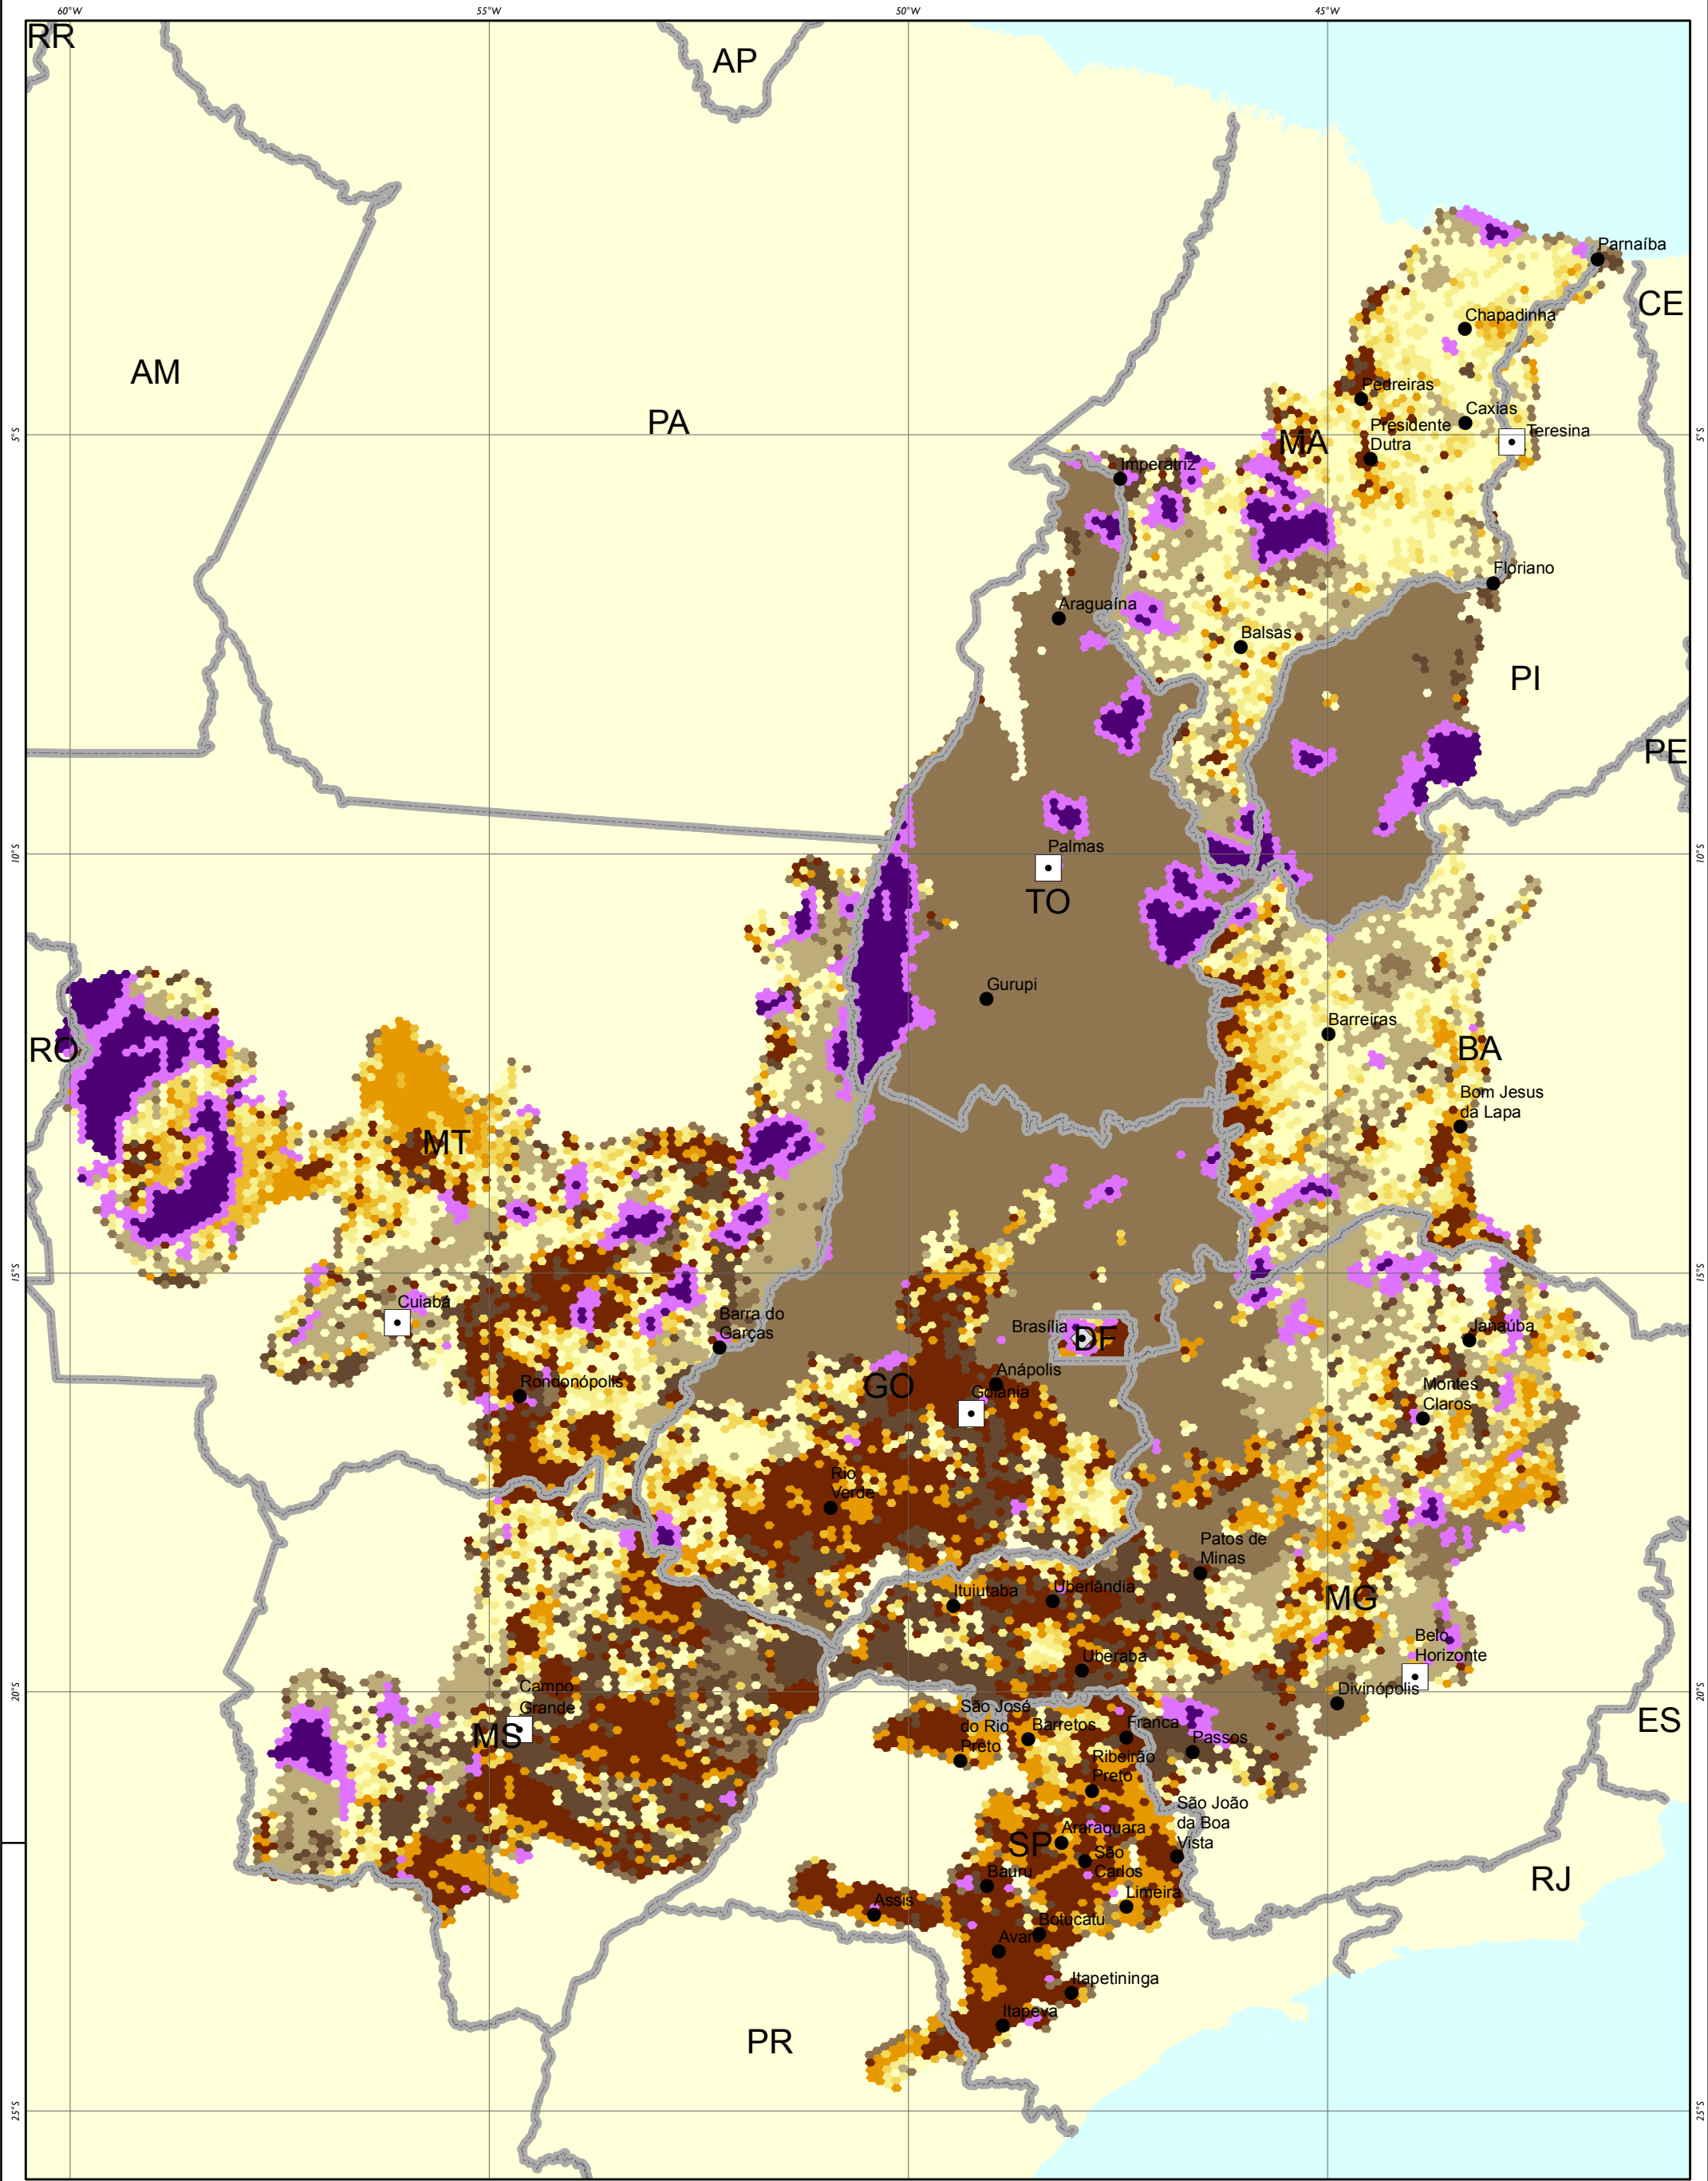 60°W
55°W
50°W
45°W
RR
AP
Parnaíba
CE
Chapadinha
AM
Pedreiras
PA
Caxias
Presidente
Dutra
Teresina
5°S
5°S
MA
Imperatriz
Floriano
Araguaína
Balsas
PI
PE
Palmas
10°S
10°S
TO
Gurupi
Barreiras
RO
BA
Bom Jesus
da Lapa
MT
Cuiabá
15°S
15°S
Barra do
Garças
Brasília
DF
Janaúba
Rondonópolis
GO
Anápolis
Goiânia
Montes
Claros
Rio
Verde
Patos de
Minas
Ituiutaba
Uberlândia
MG
Belo
Horizonte
Uberaba
Campo
Grande
20°S
20°S
Divinópolis
MS
São José
do Rio
Preto
Barretos
Franca
Passos
ES
Ribeirão
Preto
São João
da Boa
Vista
Araraquara
SP
São
Carlos
RJ
Bauru
Assis
Limeira
Botucatu
Avaré
Itapetininga
Itapeva
PR
25°S
25°S